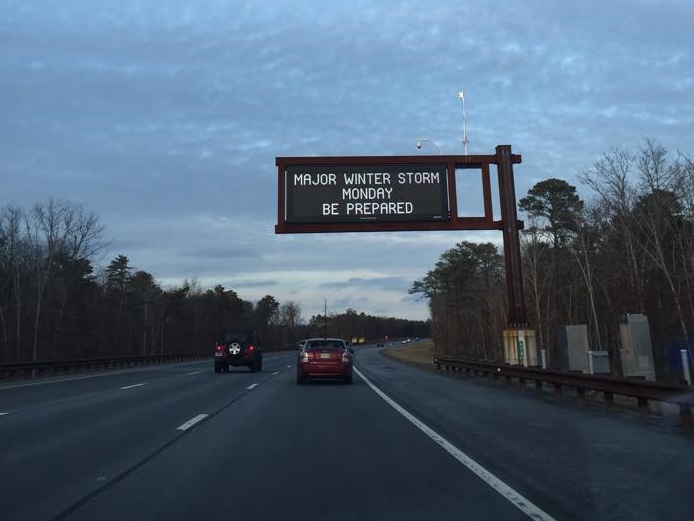 MAJOR WINTER STORM
MONDAY
BE PREPARED